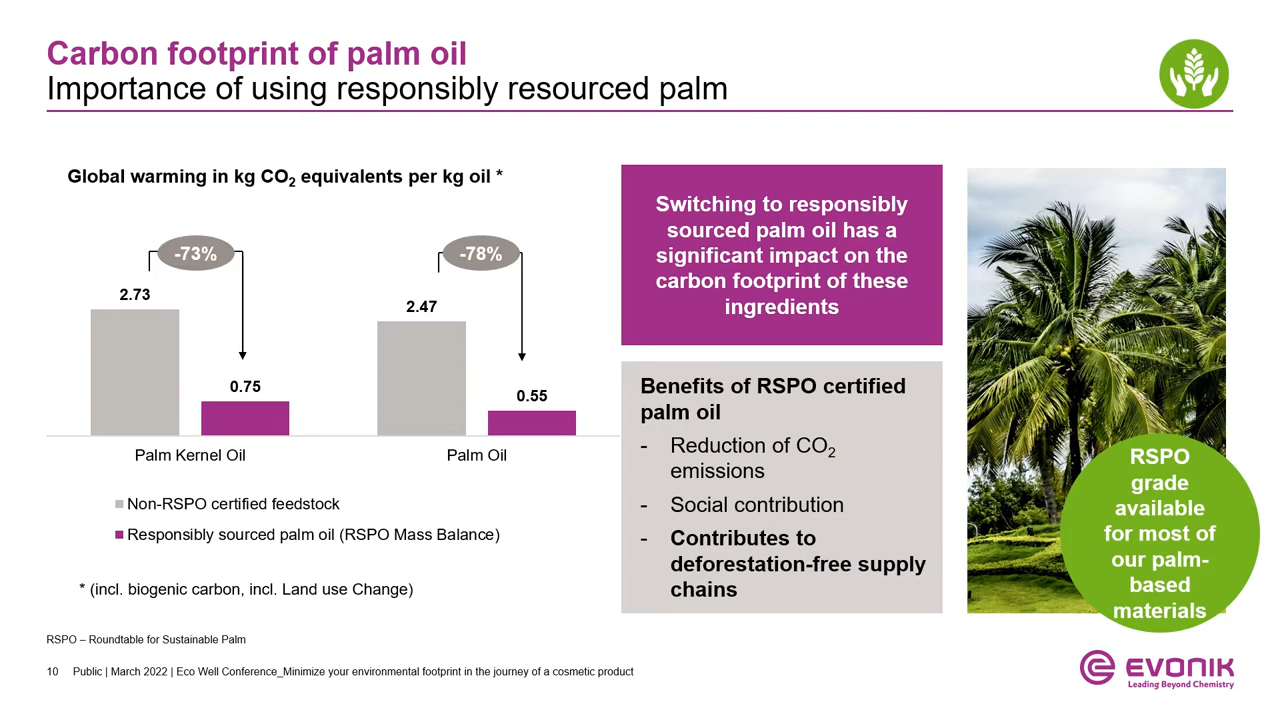 Carbon footprint of palm oil
Importance of using responsibly resourced palm
Global warming in kg CO₂ equivalents per kg oil *
-73%
2.73
0.75
-78%
2.47
0.55
Palm Kernel Oil
Palm Oil
Non-RSPO certified feedstock
Responsibly sourced palm oil (RSPO Mass Balance)
* (incl. biogenic carbon, incl. Land use Change)
Switching to responsibly
sourced palm oil has a
significant impact on the
carbon footprint of these
ingredients
Benefits of RSPO certified
palm oil
- Reduction of CO₂
emissions
- Social contribution
- Contributes to
deforestation-free supply
chains
RSPO
grade
available
for most of
our palm-
based
materials
RSPO – Roundtable for Sustainable Palm
10 Public | March 2022 | Eco Well Conference_Minimize your environmental footprint in the journey of a cosmetic product
EVONIK
Leading Beyond Chemistry